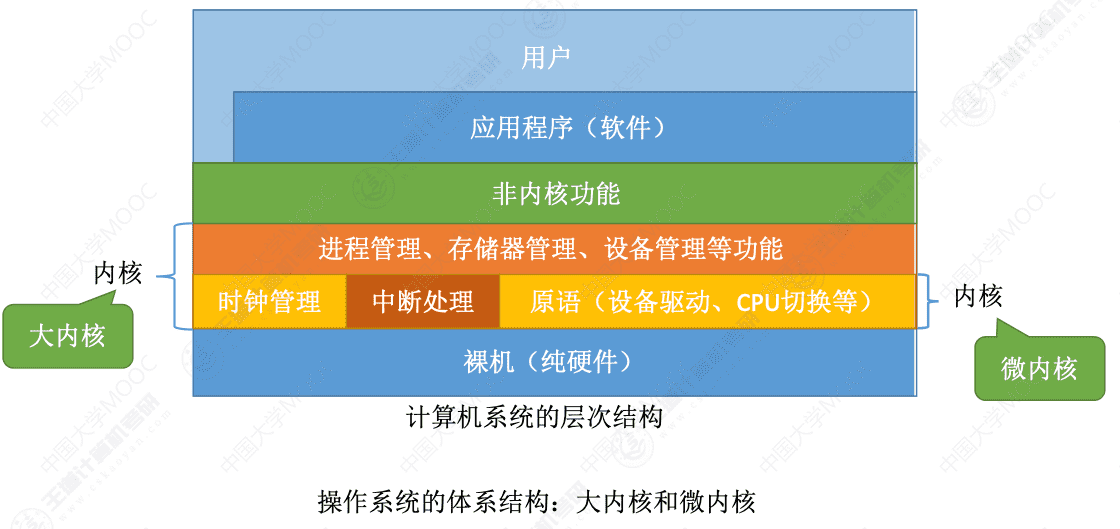 用户
应用程序（软件）
非内核功能
进程管理、存储器管理、设备管理等功能
内核
时钟管理
中断处理
原语（设备驱动、CPU切换等）
内核
大内核
裸机（纯硬件）
微内核
计算机系统的层次结构
操作系统的体系结构：大内核和微内核
中国大学MOOC
王道计算机考研
www.cskaoyan.com